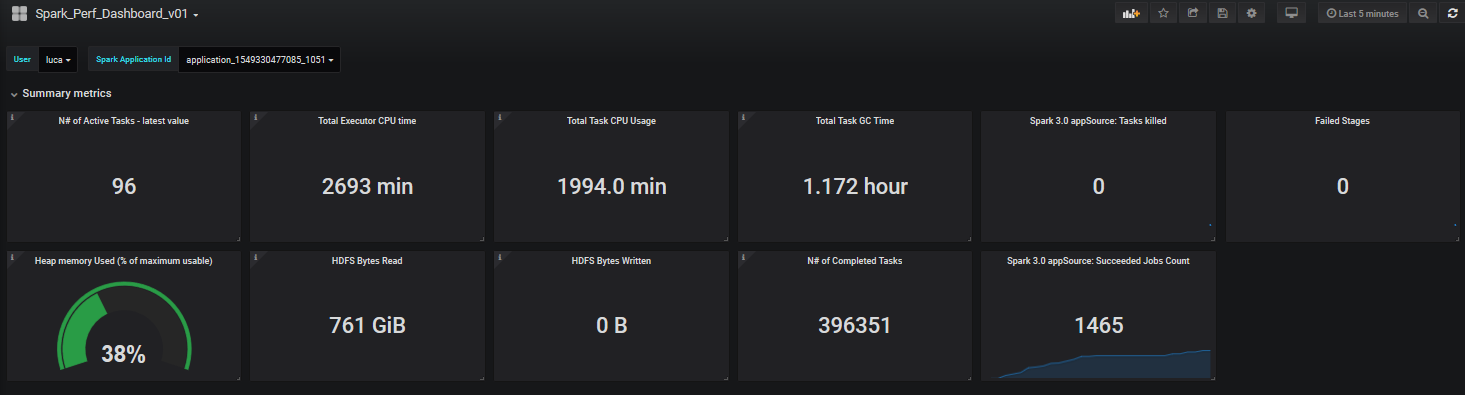 Spark_Perf_Dashboard_v01
Last 5 minutes
User luca Spark Application Id application_1549330477085_1051
Summary metrics
N# of Active Tasks - latest value
96
Total Executor CPU time
2693 min
Total Task CPU Usage
1994.0 min
Total Task GC Time
1.172 hour
Spark 3.0 appSource: Tasks killed
0
Failed Stages
0
Heap memory Used (% of maximum usable)
38%
HDFS Bytes Read
761 GiB
HDFS Bytes Written
0 B
N# of Completed Tasks
396351
Spark 3.0 appSource: Succeeded Jobs Count
1465